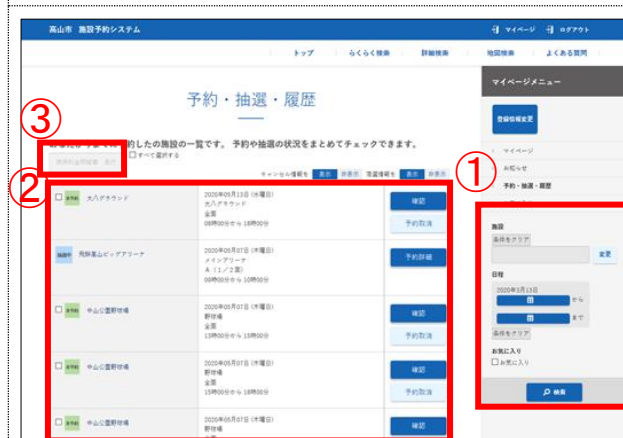 高山市 施設予約システム
マイページ ログアウト
トップ らくらく検索 詳細検索 地図検索 よくある質問
予約・抽選・履歴
マイページメニュー
登録情報変更
マイページ
お知らせ
予約・抽選・履歴
③
約したの施設の一覧です。 予約や抽選の状況をまとめてチェックできます。
すべて選択する
キャンセル情報を 表示 非表示 落選情報を 表示 非表示
①
②
大八グラウンド
2020年05月13日 (水曜日)
大八グラウンド
全面
08時00分から 18時00分
確認
予約取消
飛騨高山ビッグアリーナ
2020年05月07日 (木曜日)
メインアリーナ
A (1/2面)
09時00分から 10時00分
予約詳細
中山公園野球場
2020年05月07日 (木曜日)
野球場
全面
13時00分から 15時00分
確認
予約取消
中山公園野球場
2020年05月07日 (木曜日)
野球場
全面
15時00分から 18時00分
確認
予約取消
中山公園野球場
2020年05月07日 (木曜日)
野球場
確認
施設
条件をクリア
変更
日程
2020年3月13日
から
まで
条件をクリア
お気に入り
お気に入り
検索